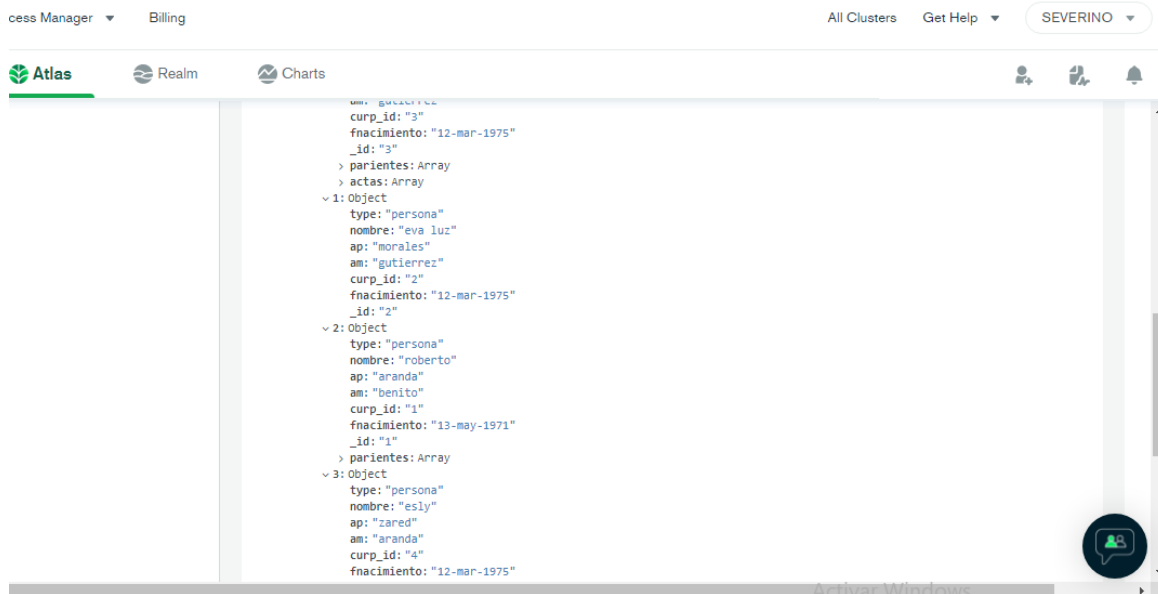 cess Manager Billing All Clusters Get Help SEVERINO
Atlas Realm Charts
am: "gutierrez
curp_id: "3"
fnacimiento: "12-mar-1975"
_id: "3"
parientes: Array
actas: Array
1: Object
type: "persona"
nombre: "eva luz"
ap: "morales"
am: "gutierrez"
curp_id: "2"
fnacimiento: "12-mar-1975"
_id: "2"
2: Object
type: "persona"
nombre: "roberto"
ap: "aranda"
am: "benito"
curp_id: "1"
fnacimiento: "13-may-1971"
_id: "1"
parientes: Array
3: Object
type: "persona"
nombre: "esly"
ap: "zared"
am: "aranda"
curp_id: "4"
fnacimiento: "12-mar-1975"
Activar Windows